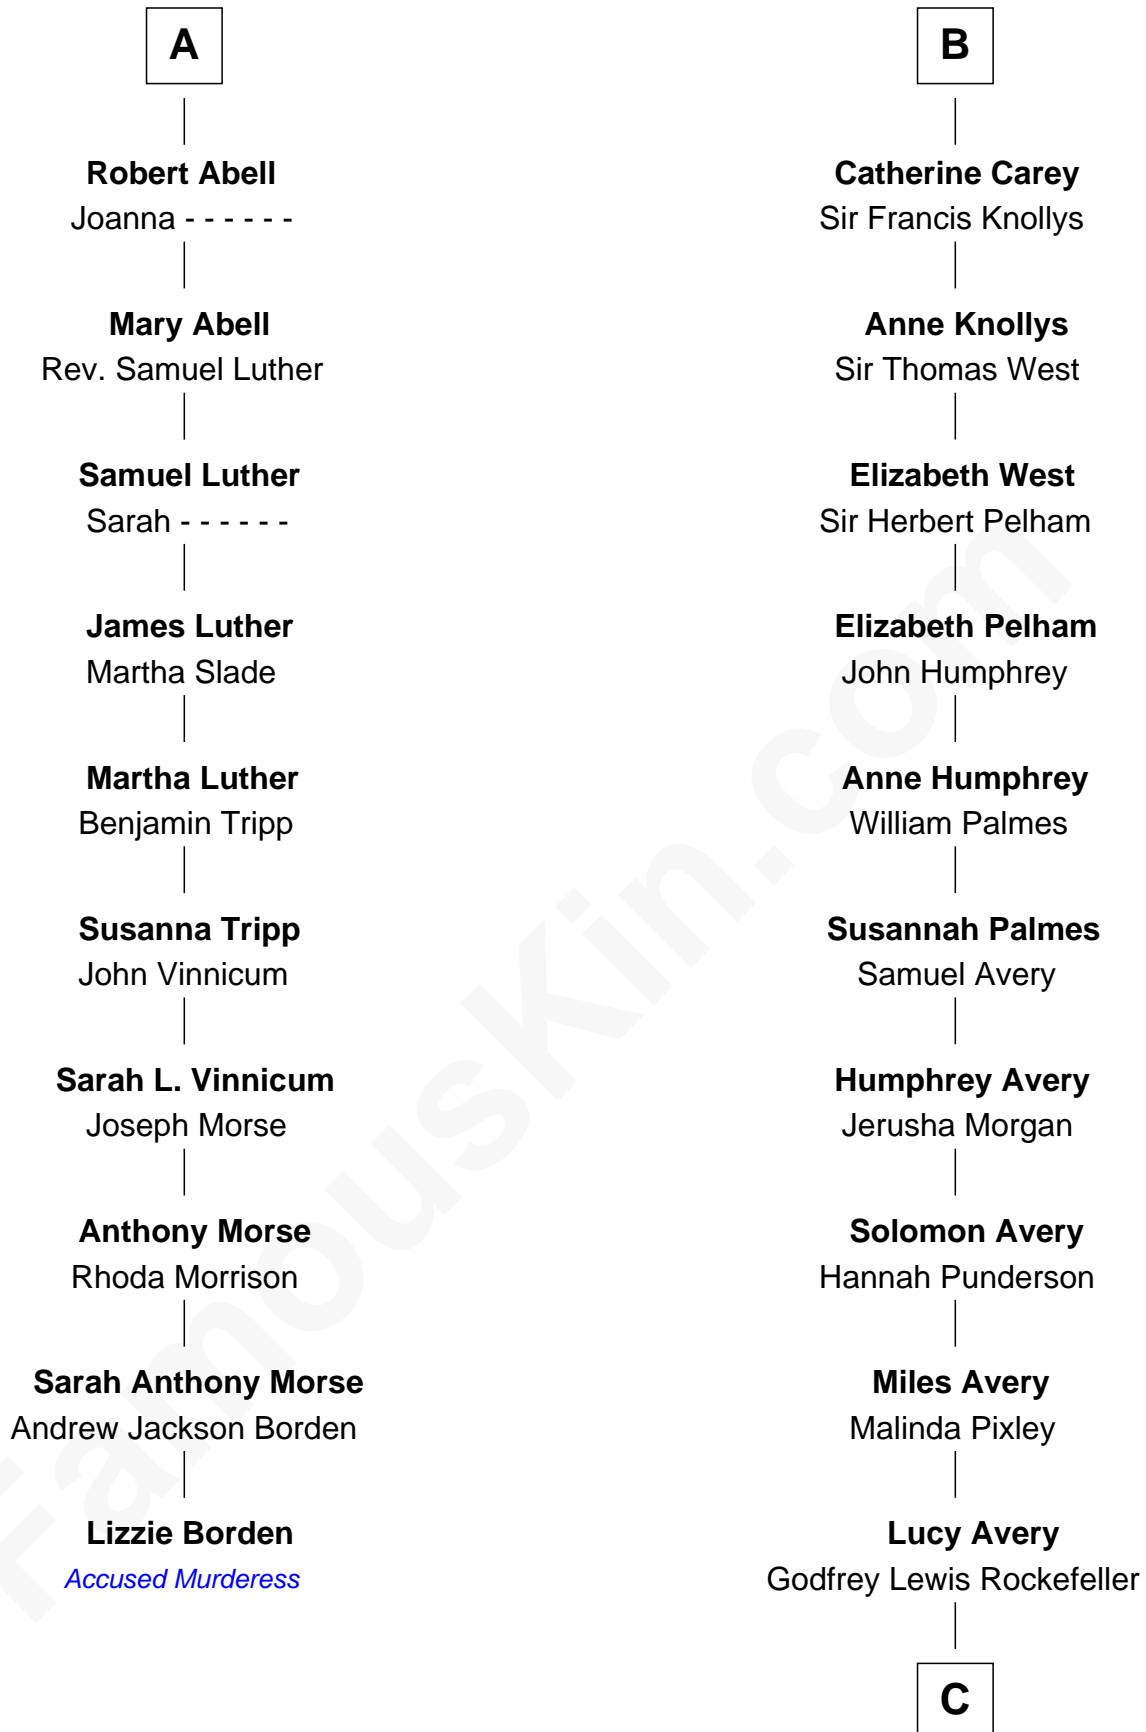 A
Robert Abell
Joanna - - - - - -
Mary Abell
Rev. Samuel Luther
Samuel Luther
Sarah - - - - - -
James Luther
Martha Slade
Martha Luther
Benjamin Tripp
Susanna Tripp
John Vinnicum
Sarah L. Vinnicum
Joseph Morse
Anthony Morse
Rhoda Morrison
Sarah Anthony Morse
Andrew Jackson Borden
Lizzie Borden
Accused Murderess
B
Catherine Carey
Sir Francis Knollys
Anne Knollys
Sir Thomas West
Elizabeth West
Sir Herbert Pelham
Elizabeth Pelham
John Humphrey
Anne Humphrey
William Palmes
Susannah Palmes
Samuel Avery
Humphrey Avery
Jerusha Morgan
Solomon Avery
Hannah Punderson
Miles Avery
Malinda Pixley
Lucy Avery
Godfrey Lewis Rockefeller
C
FamousKin.com